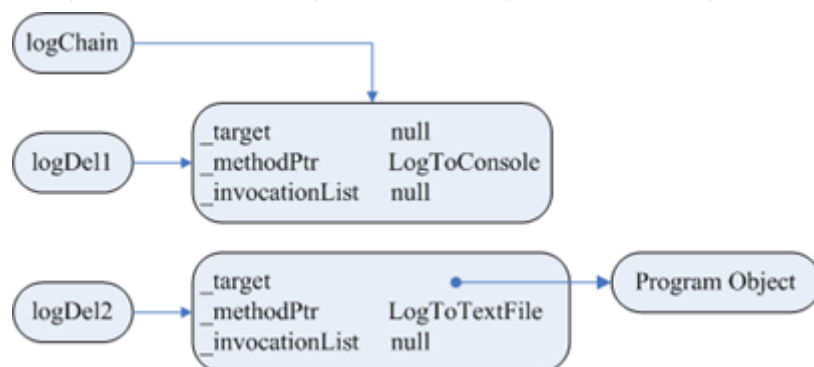 logChain
logDel1
_target null
_methodPtr LogToConsole
_invocationList null
logDel2
_target
_methodPtr LogToTextFile
_invocationList null
Program Object